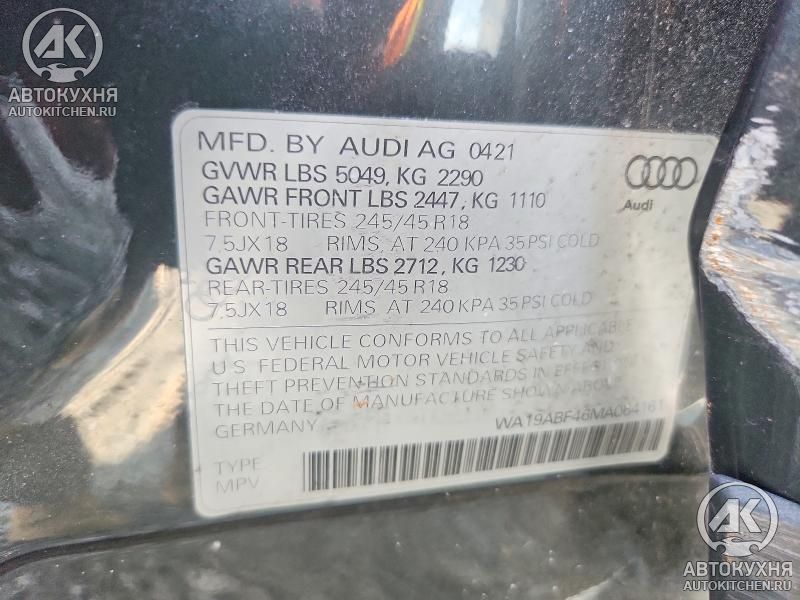 АВТОКУХНЯ
AUTOKITCHEN.RU
MFD. BY AUDI AG 0421
GVWR LBS 5049, KG 2290
GAWR FRONT LBS 2447, KG 1110
FRONT-TIRES 245/45 R18
7.5JX18 RIMS AT 240 KPA 35 PSI COLD
GAWR REAR LBS 2712, KG 1230
REAR-TIRES 245/45 R18
7.5JX18 RIMS AT 240 KPA 35 PSI COLD
Audi
THIS VEHICLE CONFORMS TO ALL APPLICABLE
U S FEDERAL MOTOR VEHICLE SAFETY AND
THEFT PREVENTION STANDARDS IN EFFECT ON
THE DATE OF MANUFACTURE SHOWN ABOVE
GERMANY
WA19ABF46MA064161
TYPE
MPV
АК
АВТОКУХНЯ
AUTOKITCHEN.RU